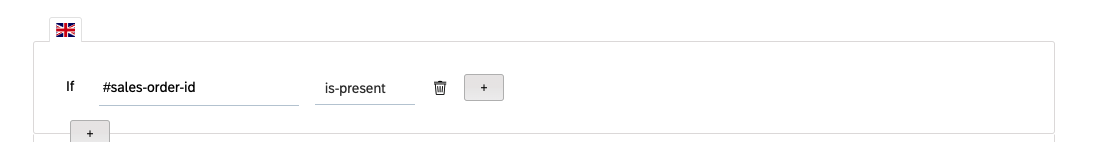 If #sales-order-id is-present +
+